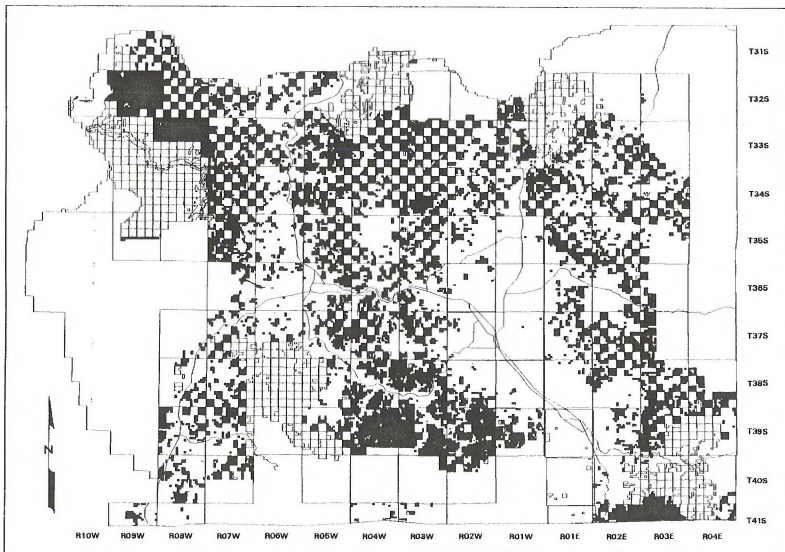 T31S
T32S
T33S
T34S
T35S
T36S
T37S
T38S
T39S
N
T40S
T41S
R10W R09W R08W R07W R06W R05W R04W R03W R02W R01W R01E R02E R03E R04E